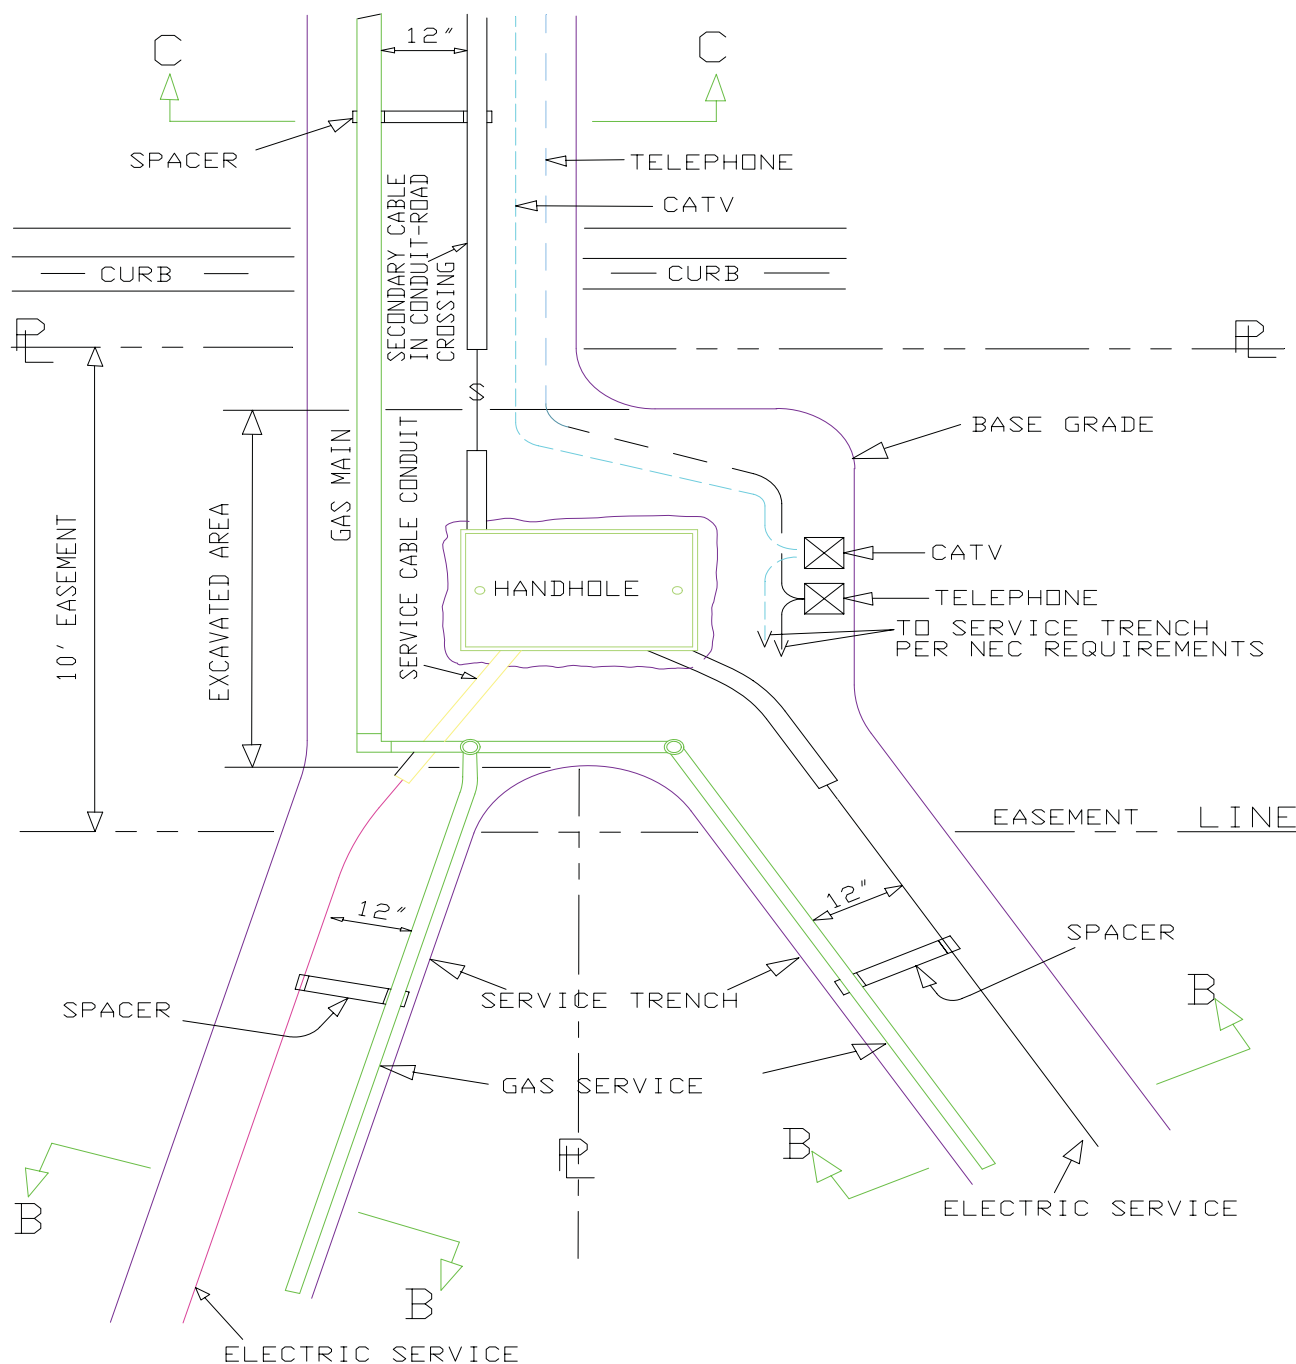 C
12"
C
SPACER
TELEPHONE
CATV
SECONDARY CABLE
IN CONDUIT-ROAD
CROSSING
CURB
CURB
PL
PL
S
BASE GRADE
GAS MAIN
SERVICE CABLE CONDUIT
EXCAVATED AREA
10' EASEMENT
HANDHOLE
CATV
TELEPHONE
TO SERVICE TRENCH
PER NEC REQUIREMENTS
EASEMENT LINE
12"
12"
SPACER
SERVICE TRENCH
SPACER
B
GAS SERVICE
PL
B
B
ELECTRIC SERVICE
B
ELECTRIC SERVICE